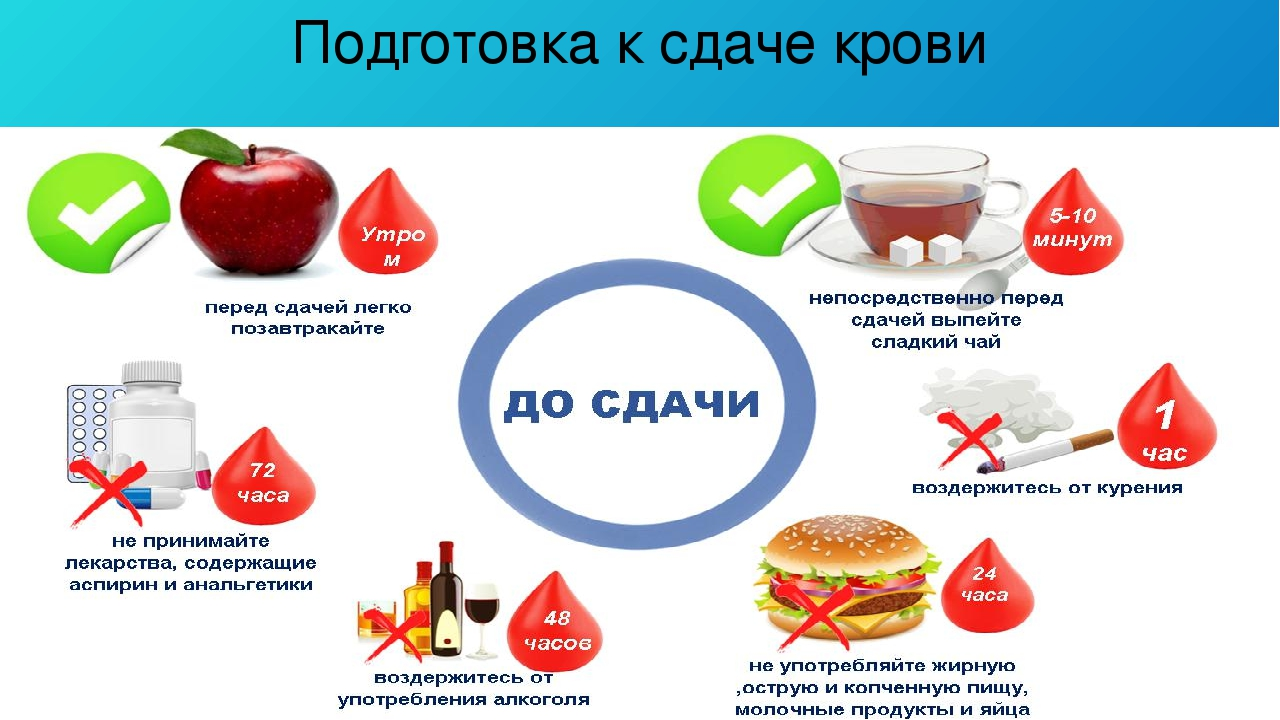 Подготовка к сдаче крови
Утро
м
перед сдачей легко
позавтракайте
5-10
минут
непосредственно перед
сдачей выпейте
сладкий чай
ДО СДАЧИ
72
часа
не принимайте
лекарства, содержащие
аспирин и анальгетики
1
час
воздержитесь от курения
48
часов
воздержитесь от
употребления алкоголя
24
часа
не употребляйте жирную
,острую и копченную пищу,
молочные продукты и яйца